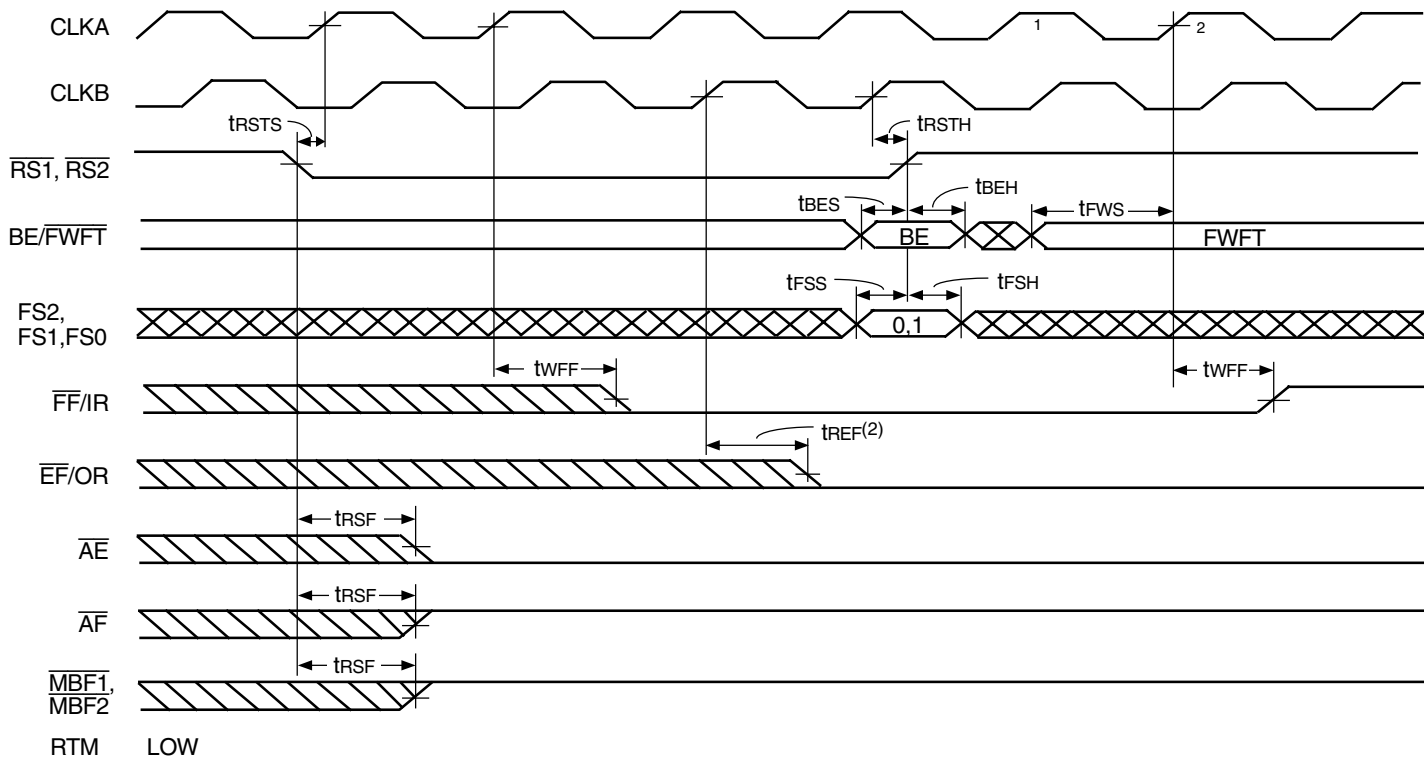 CLKA
1
2
CLKB
tRSTS
tRSTH
RS1, RS2
tBES
tBEH
tFWS
BE/FWFT
BE
FWFT
tFSS
tFSH
FS2,
FS1,FS0
0,1
tWFF
tWFF
FF/IR
tREF(2)
EF/OR
tRSF
AE
tRSF
AF
tRSF
MBF1,
MBF2
RTM LOW